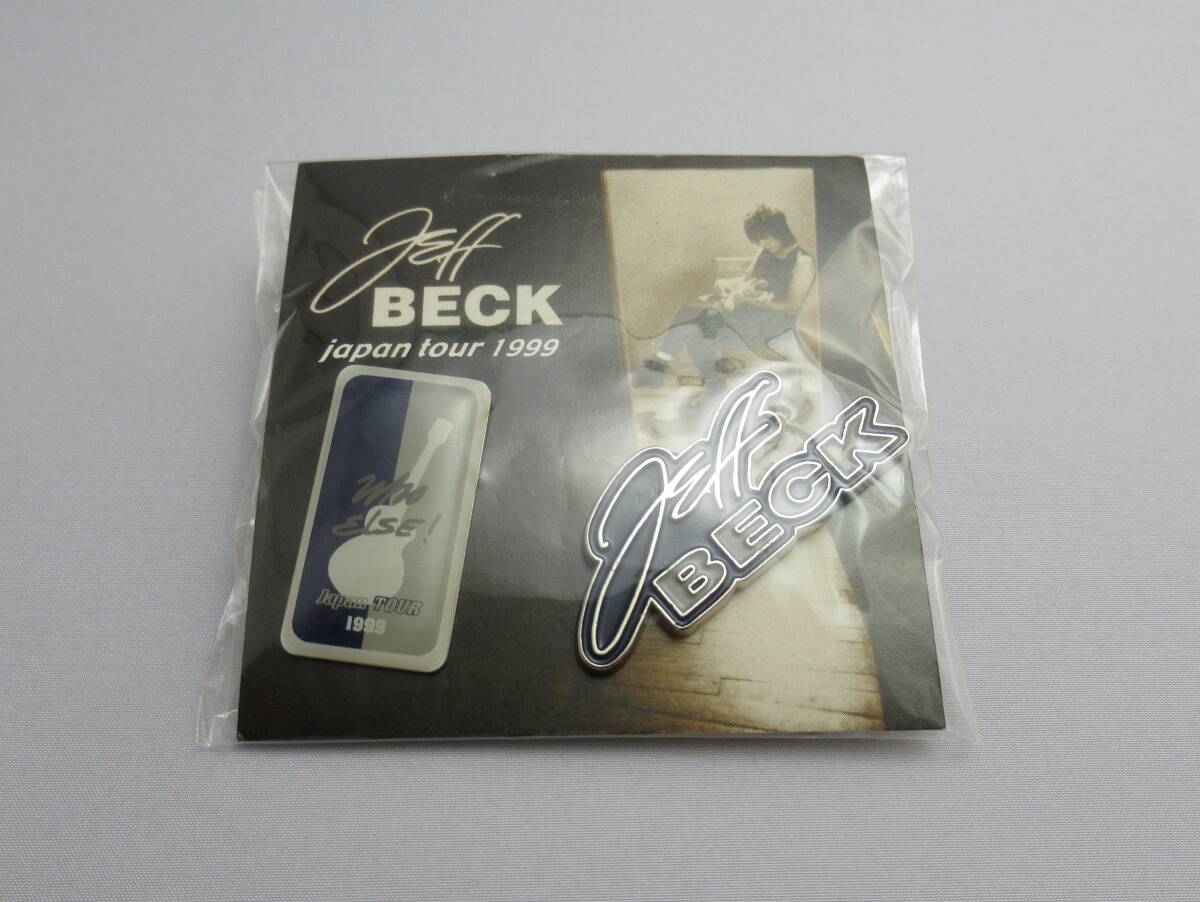 Jeff
BECK
japan tour 1999
Who
ELSE!
Japan TOUR
1999
Jeff
BECK